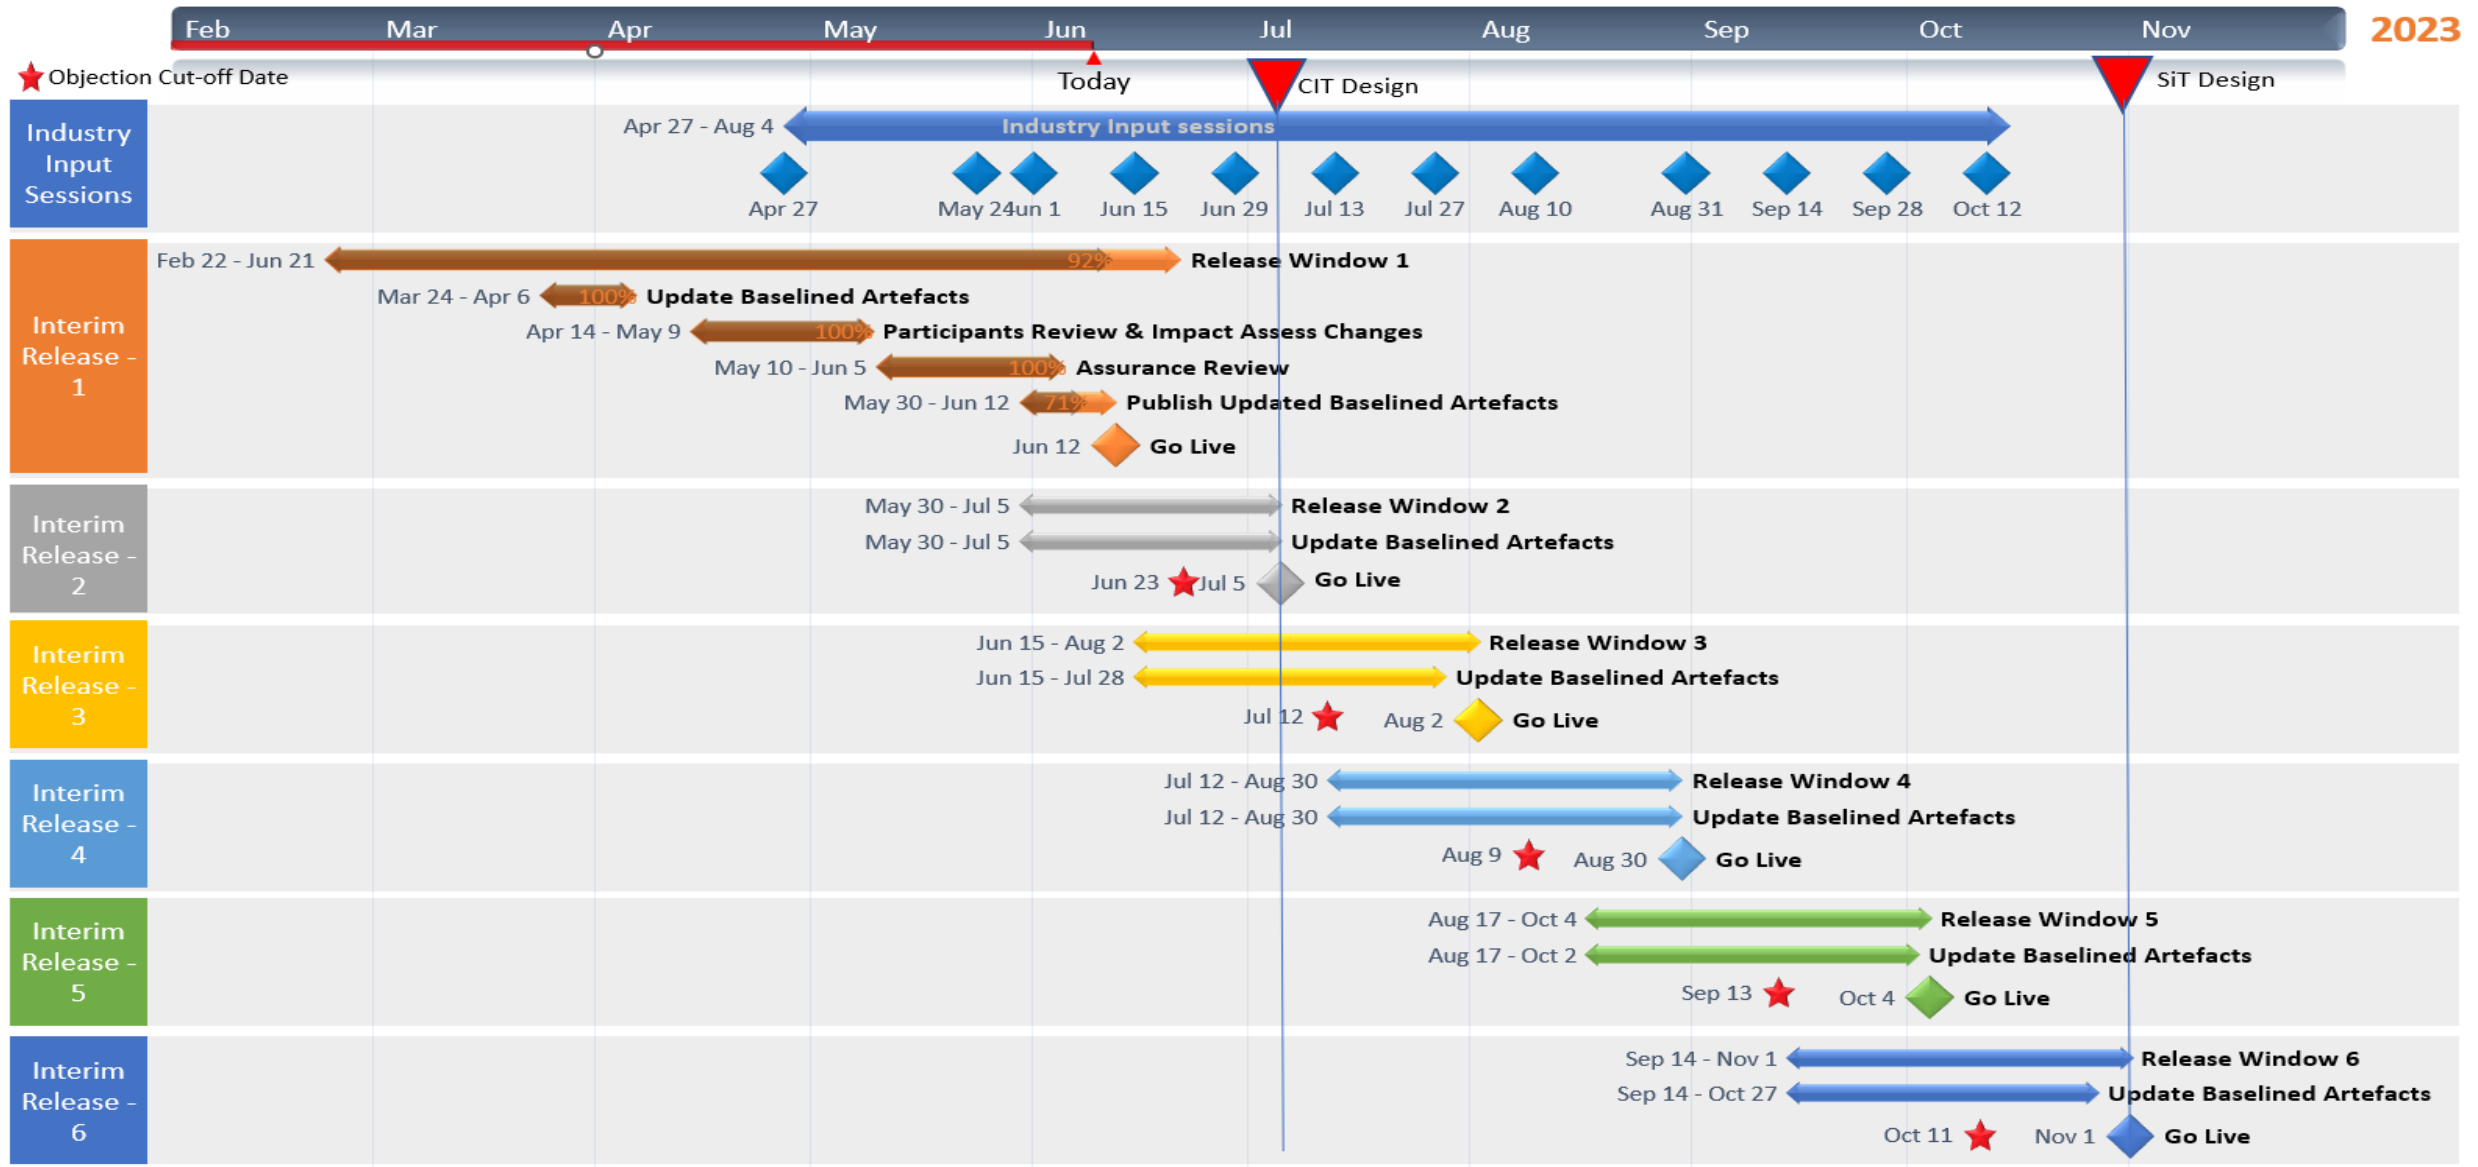 Feb Mar Apr May Jun Jul Aug Sep Oct Nov 2023
Objection Cut-off Date
Today
CIT Design
SiT Design
Industry
Input
Sessions
Apr 27 - Aug 4
Industry Input sessions
Apr 27 May 24 Jun 1 Jun 15 Jun 29 Jul 13 Jul 27 Aug 10 Aug 31 Sep 14 Sep 28 Oct 12
Interim
Release -
1
Feb 22 - Jun 21 92% Release Window 1
Mar 24 - Apr 6 100% Update Baselined Artefacts
Apr 14 - May 9 100% Participants Review & Impact Assess Changes
May 10 - Jun 5 100% Assurance Review
May 30 - Jun 12 71% Publish Updated Baselined Artefacts
Jun 12 Go Live
Interim
Release -
2
May 30 - Jul 5 Release Window 2
May 30 - Jul 5 Update Baselined Artefacts
Jun 23 Jul 5 Go Live
Interim
Release -
3
Jun 15 - Aug 2 Release Window 3
Jun 15 - Jul 28 Update Baselined Artefacts
Jul 12 Aug 2 Go Live
Interim
Release -
4
Jul 12 - Aug 30 Release Window 4
Jul 12 - Aug 30 Update Baselined Artefacts
Aug 9 Aug 30 Go Live
Interim
Release -
5
Aug 17 - Oct 4 Release Window 5
Aug 17 - Oct 2 Update Baselined Artefacts
Sep 13 Oct 4 Go Live
Interim
Release -
6
Sep 14 - Nov 1 Release Window 6
Sep 14 - Oct 27 Update Baselined Artefacts
Oct 11 Nov 1 Go Live